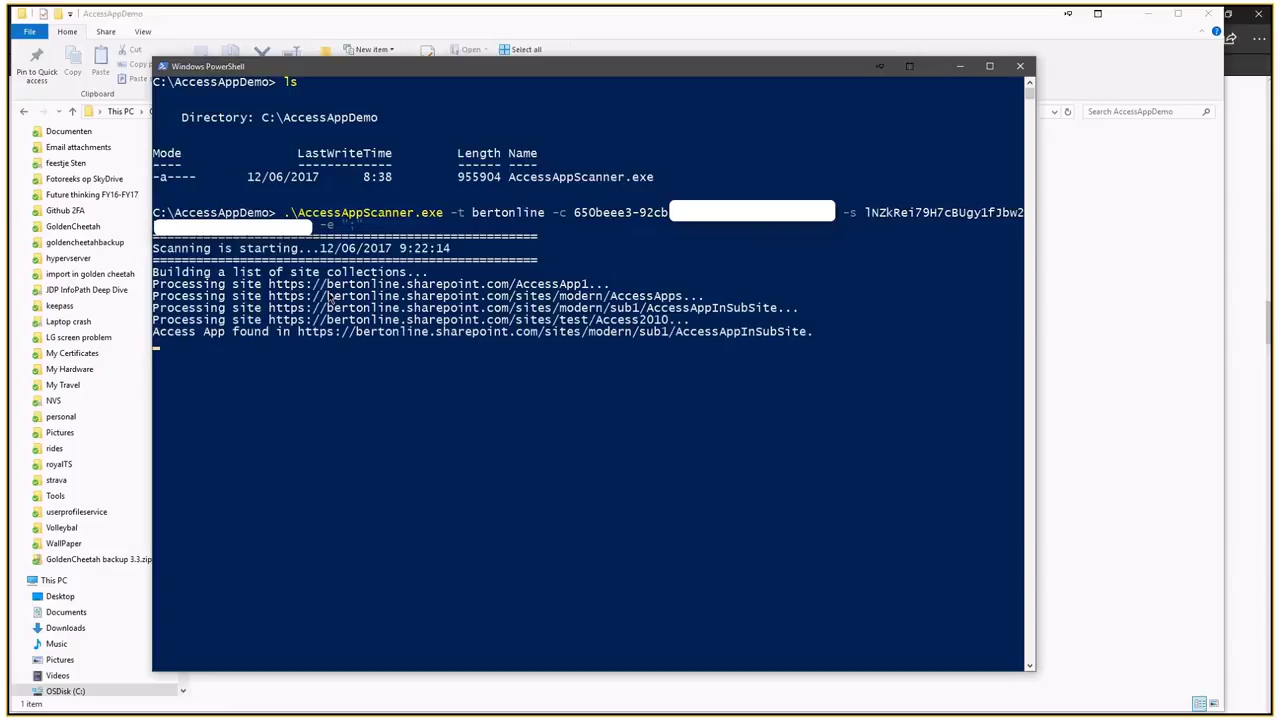 AccessAppDemo
File Home Share View
Pin to Quick access
Copy
Paste
Cut
Clipboard
New item
Open
Select all
This PC
Search AccessAppDemo
Documenten
Email attachments
feestje Sten
Fotoreeks op SkyDrive
Future thinking FY16-FY17
Github 2FA
GoldenCheetah
goldencheetahbackup
hypervserver
import in golden cheetah
JDP InfoPath Deep Dive
keepass
Laptop crash
LG screen problem
My Certificates
My Hardware
My Travel
NVS
personal
Pictures
rides
royalTS
strava
Tools
userprofileservice
Volleybal
WallPaper
GoldenCheetah backup 3.3.zip
This PC
Desktop
Documents
Downloads
Music
Pictures
Videos
OSDisk (C:)
1 item
Windows PowerShell
C:\AccessAppDemo> ls
Directory: C:\AccessAppDemo
Mode LastWriteTime Length Name
---- ------------- ------ ----
-a---- 12/06/2017 8:38 955904 AccessAppScanner.exe
C:\AccessAppDemo> .\AccessAppScanner.exe -t bertonline -c 650beee3-92cb -s lNZkRei79H7cBUgy1fJbw2
-e ";"
=====================================================
Scanning is starting...12/06/2017 9:22:14
=====================================================
Building a list of site collections...
Processing site https://bertonline.sharepoint.com/AccessApp1...
Processing site https://bertonline.sharepoint.com/sites/modern/AccessApps...
Processing site https://bertonline.sharepoint.com/sites/modern/sub1/AccessAppInSubSite...
Processing site https://bertonline.sharepoint.com/sites/test/Access2010...
Access App found in https://bertonline.sharepoint.com/sites/modern/sub1/AccessAppInSubSite.